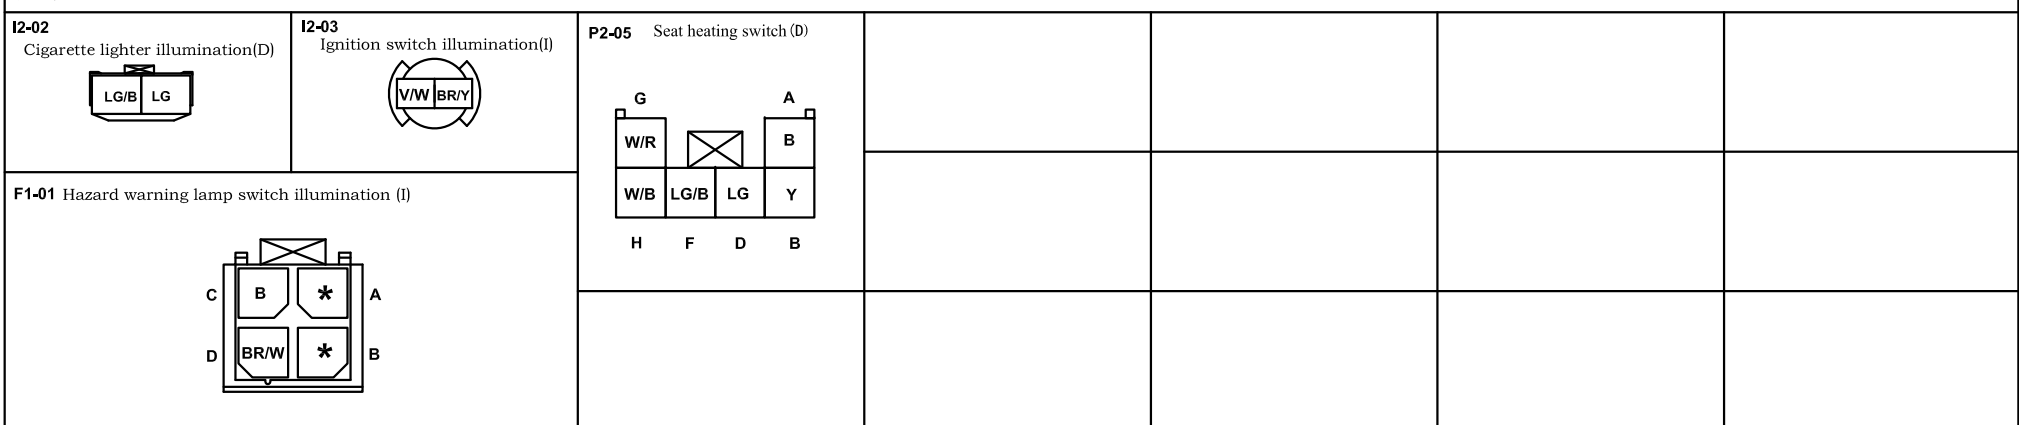 I2-02
Cigarette lighter illumination(D)
LG/B LG
I2-03
Ignition switch illumination(I)
V/W BR/Y
P2-05 Seat heating switch(D)
G A
W/R B
W/B LG/B LG Y
H F D B
F1-01 Hazard warning lamp switch illumination (I)
C B * A
D BR/W * B